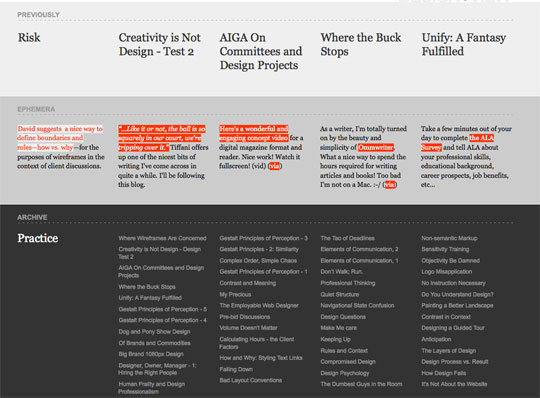 PREVIOUSLY
Risk
Creativity is Not
Design - Test 2
AIGA On
Committees and
Design Projects
Where the Buck
Stops
Unify: A Fantasy
Fulfilled
EPHEMERA
David suggests a nice way to
define boundaries and
roles—how vs. why—for the
purposes of wireframes in the
context of client discussions.
"...Like it or not, the ball is so
squarely in our court, we're
tripping over it." Tiffani offers
up one of the nicest bits of
writing I've come across in
quite a while. I'll be following
this blog.
Here's a wonderful and
engaging concept video for a
digital magazine format and
reader. Nice work! Watch it
fullscreen! (vid) (via)
As a writer, I'm totally turned
on by the beauty and
simplicity of Ommwriter.
What a nice way to spend the
hours required for writing
articles and books! Too bad
I'm not on a Mac. :-/ (via)
Take a few minutes out of your
day to complete the ALA
Survey and tell ALA about
your professional skills,
educational background,
career prospects, job benefits,
etc...
ARCHIVE
Practice
Where Wireframes Are Concerned
Creativity is Not Design - Design
Test 2
AIGA On Committees and Design
Projects
Where the Buck Stops
Unify: A Fantasy Fulfilled
Gestalt Principles of Perception - 5
Gestalt Principles of Perception - 4
Dog and Pony Show Design
Of Brands and Commodities
Big Brand 1080px Design
Designer, Owner, Manager - 1:
Hiring the Right People
Human Frailty and Design
Professionalism
Gestalt Principles of Perception - 3
Gestalt Principles - 2: Similarity
Complex Order, Simple Chaos
Gestalt Principles of Perception - 1
Contrast and Meaning
My Precious
The Employable Web Designer
Pre-bid Discussions
Volume Doesn't Matter
Calculating Hours - the Client
Factors
How and Why: Styling Text Links
Falling Down
Bad Layout Conventions
The Tao of Deadlines
Elements of Communication, 2
Elements of Communication, 1
Don't Walk; Run.
Professional Thinking
Quiet Structure
Navigational State Confusion
Design Questions
Make Me care
Keeping Up
Rules and Context
Compromised Design
Design Psychology
The Dumbest Guys in the Room
Non-semantic Markup
Sensitivity Training
Objectivity Be Damned
Logo Misapplication
No Instruction Necessary
Do You Understand Design?
Painting a Better Landscape
Contrast in Context
Designing a Guided Tour
Anticipation
The Layers of Design
Design Process vs. Result
How Design Fails
It's Not About the Website